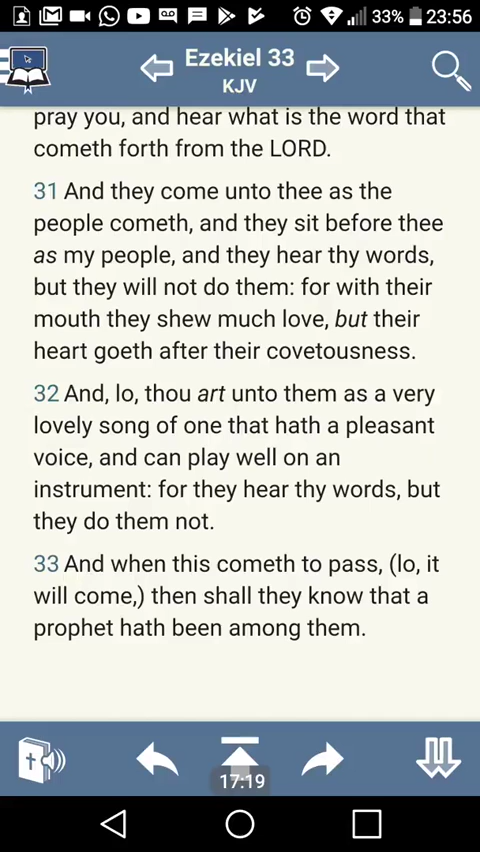 33% 23:56
Ezekiel 33
KJV
pray you, and hear what is the word that
cometh forth from the LORD.
31 And they come unto thee as the
people cometh, and they sit before thee
as my people, and they hear thy words,
but they will not do them: for with their
mouth they shew much love, but their
heart goeth after their covetousness.
32 And, lo, thou art unto them as a very
lovely song of one that hath a pleasant
voice, and can play well on an
instrument: for they hear thy words, but
they do them not.
33 And when this cometh to pass, (lo, it
will come,) then shall they know that a
prophet hath been among them.
17:19